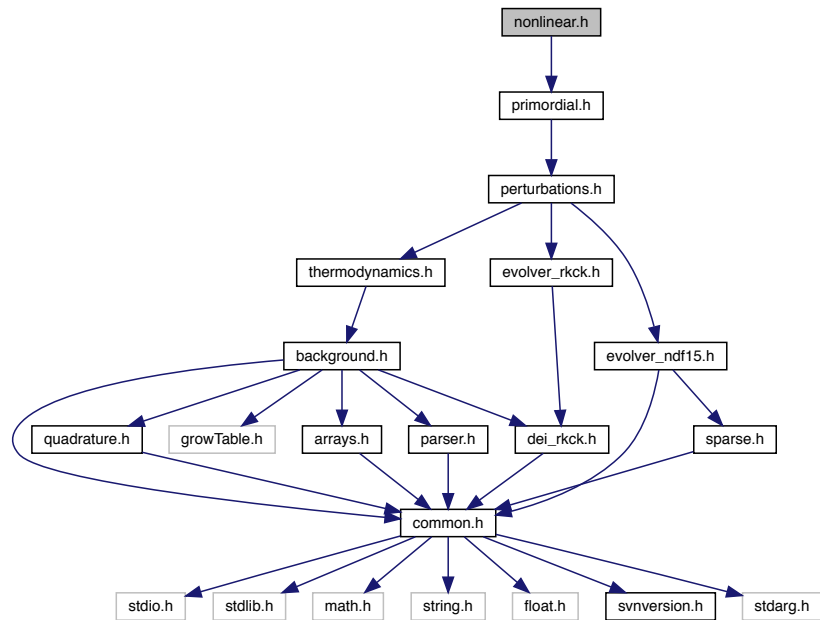 nonlinear.h
primordial.h
perturbations.h
thermodynamics.h
evolver_rkck.h
background.h
evolver_ndf15.h
quadrature.h
growTable.h
arrays.h
parser.h
dei_rkck.h
sparse.h
common.h
stdio.h
stdlib.h
math.h
string.h
float.h
svnversion.h
stdarg.h